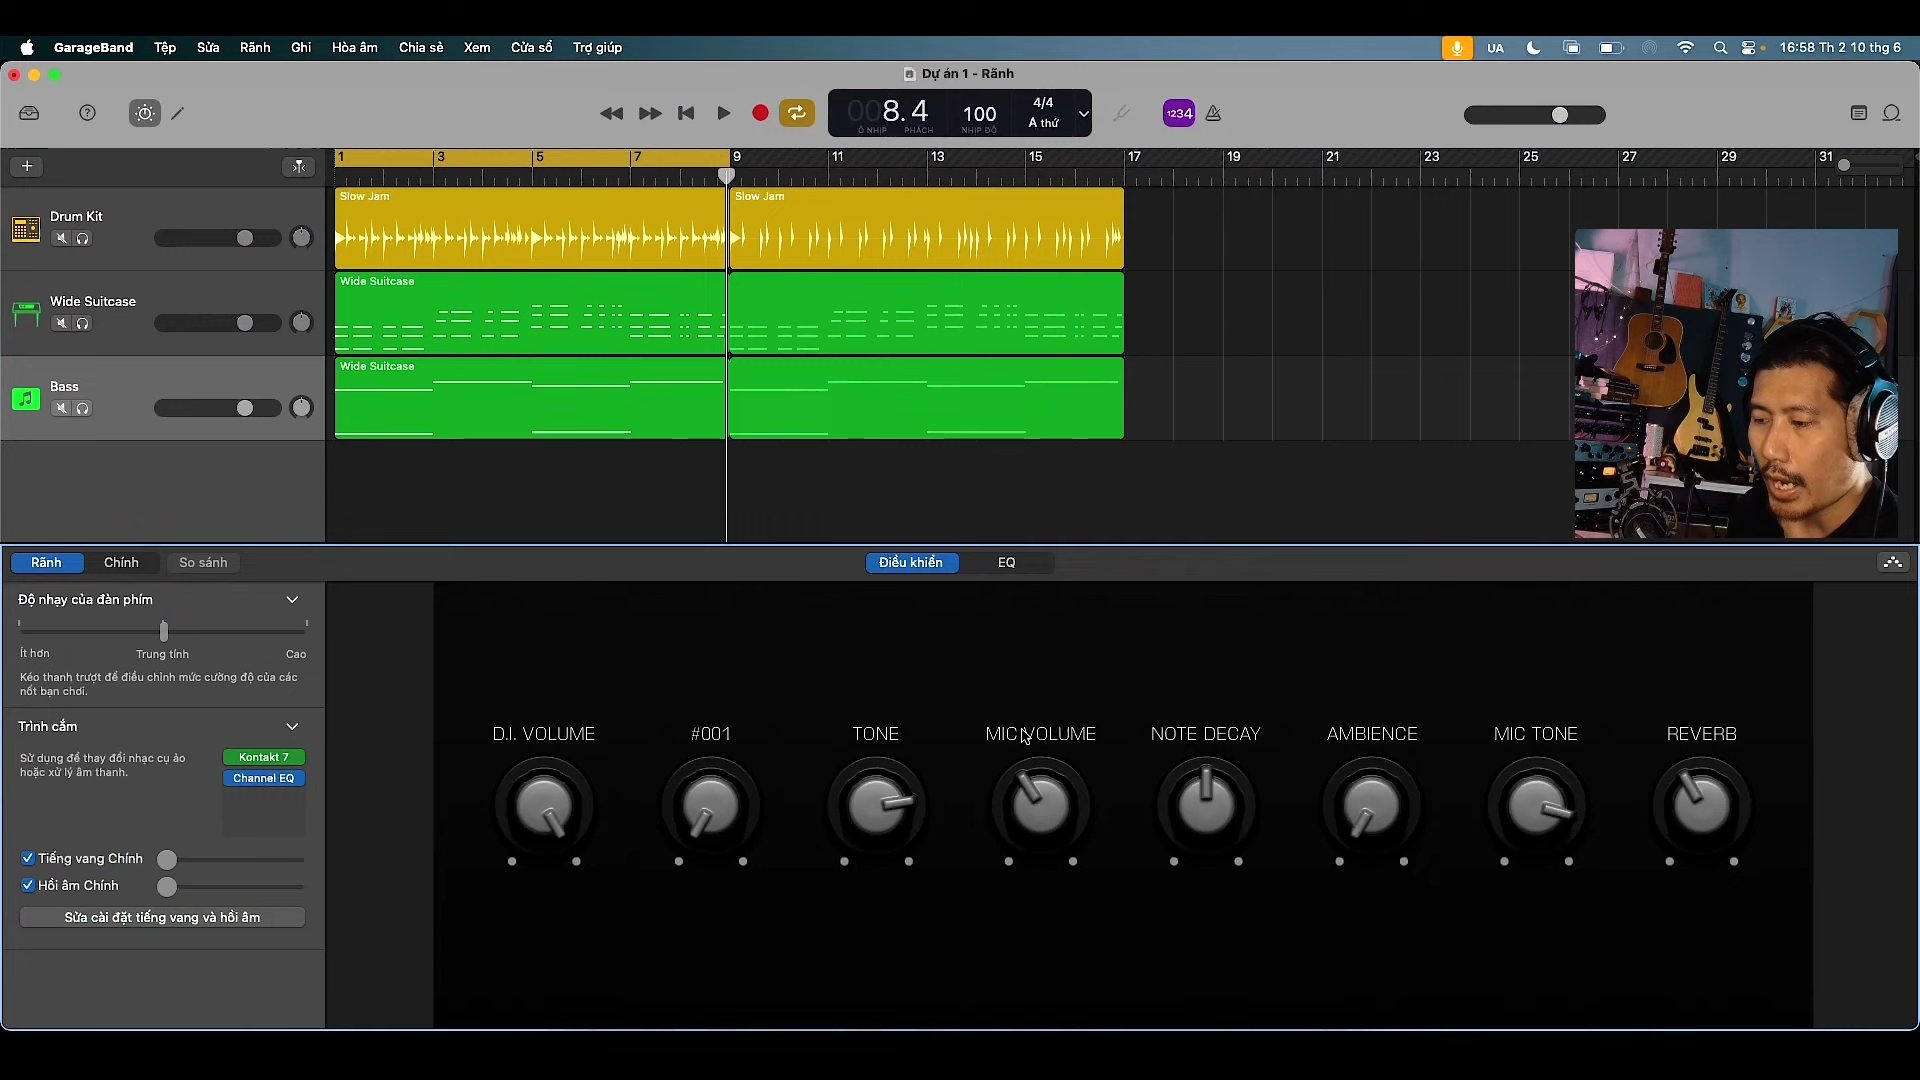 GarageBand Tệp Sửa Rãnh Ghi Hòa âm Chia sẻ Xem Cửa sổ Trợ giúp
UA 16:58 Th 2 10 thg 6
Dự án 1 - Rãnh
008.4 100 4/4
A thứ
Ô NHỊP PHÁCH NHỊP ĐỘ
1234
1 3 5 7 9 11 13 15 17 19 21 23 25 27 29 31
Drum Kit
Slow Jam Slow Jam
Wide Suitcase
Wide Suitcase
Bass
Wide Suitcase
Rãnh Chính So sánh
Điều khiển EQ
Độ nhạy của đàn phím
Ít hơn Trung tính Cao
Kéo thanh trượt để điều chỉnh mức cường độ của các
nốt bạn chơi.
Trình cắm
Sử dụng để thay đổi nhạc cụ ảo
hoặc xử lý âm thanh.
Kontakt 7
Channel EQ
Tiếng vang Chính
Hồi âm Chính
Sửa cài đặt tiếng vang và hồi âm
D.I. VOLUME #001 TONE MIC VOLUME NOTE DECAY AMBIENCE MIC TONE REVERB